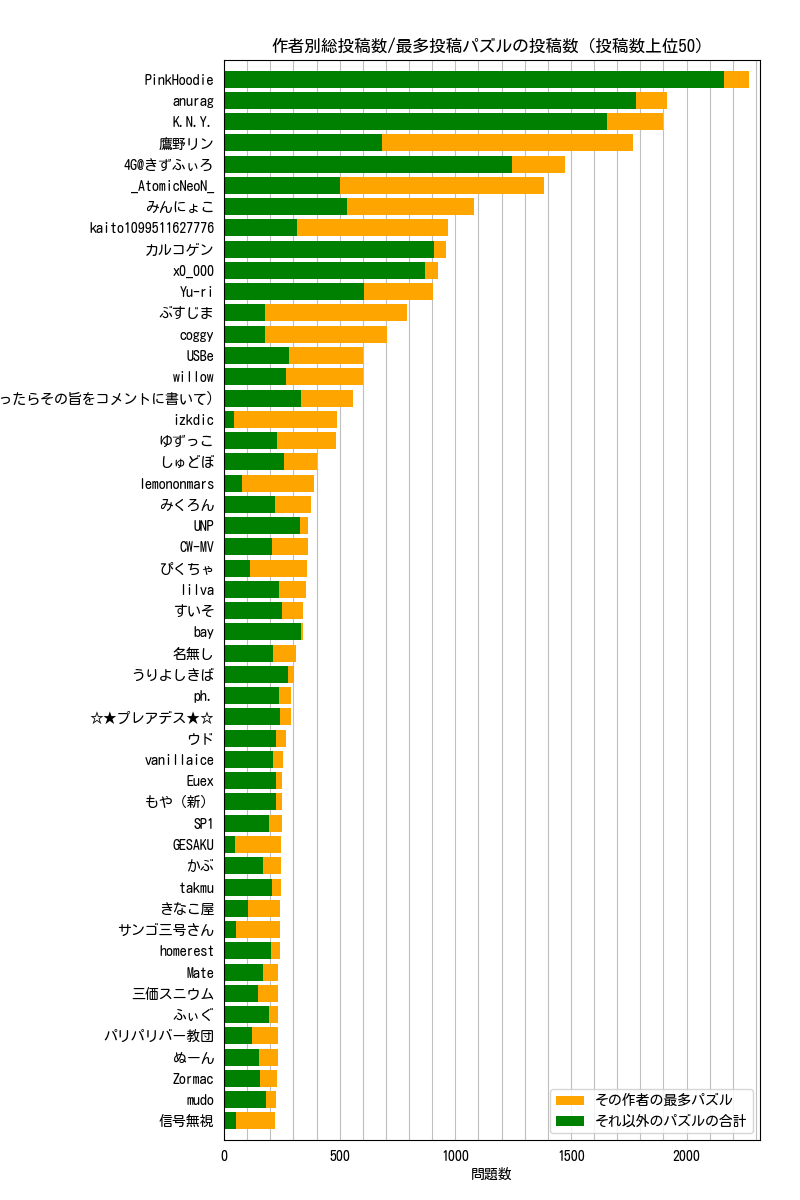 作者別総投稿数/最多投稿パズルの投稿数 (投稿数上位50)
PinkHoodie
anurag
K.N.Y.
鷹野リン
4G@きずふぃろ
_AtomicNeoN_
みんにょこ
kaito1099511627776
カルコゲン
x0_000
Yu-ri
ぶすじま
coggy
USBe
willow
ったらその旨をコメントに書いて)
izkdic
ゆずっこ
しゅどぼ
lemononmars
みくろん
UNP
CW-MV
ぴくちゃ
lilva
すいそ
bay
名無し
うりよしきば
ph.
☆★プレアデス★☆
ウド
vanillaice
Euex
もや（新）
SP1
GESAKU
かぶ
takmu
きなこ屋
サンゴ三号さん
homerest
Mate
三価スニウム
ふぃぐ
パリパリバー教団
ぬーん
Zormac
mudo
信号無視
その作者の最多パズル
それ以外のパズルの合計
0 500 1000 1500 2000
問題数